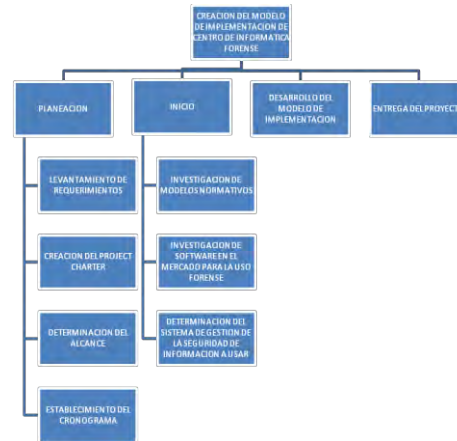 CREACION DEL MODELO
DE IMPLEMENTACION DE
CENTRO DE INFORMATICA
FORENSE
PLANEACION
INICIO
DESARROLLO DEL
MODELO DE
IMPLEMENTACION
ENTREGA DEL PROYECT
LEVANTAMIENTO DE
REQUERIMIENTOS
INVESTIGACION DE
MODELOS NORMATIVOS
CREACION DEL PROJECT
CHARTER
INVESTIGACION DE
SOFTWARE EN EL
MERCADO PARA LA USO
FORENSE
DETERMINACION DEL
ALCANCE
DETERMINACION DEL
SISTEMA DE GESTION DE
LA SEGURIDAD DE
INFORMACION A USAR
ESTABLECIMIENTO DEL
CRONOGRAMA